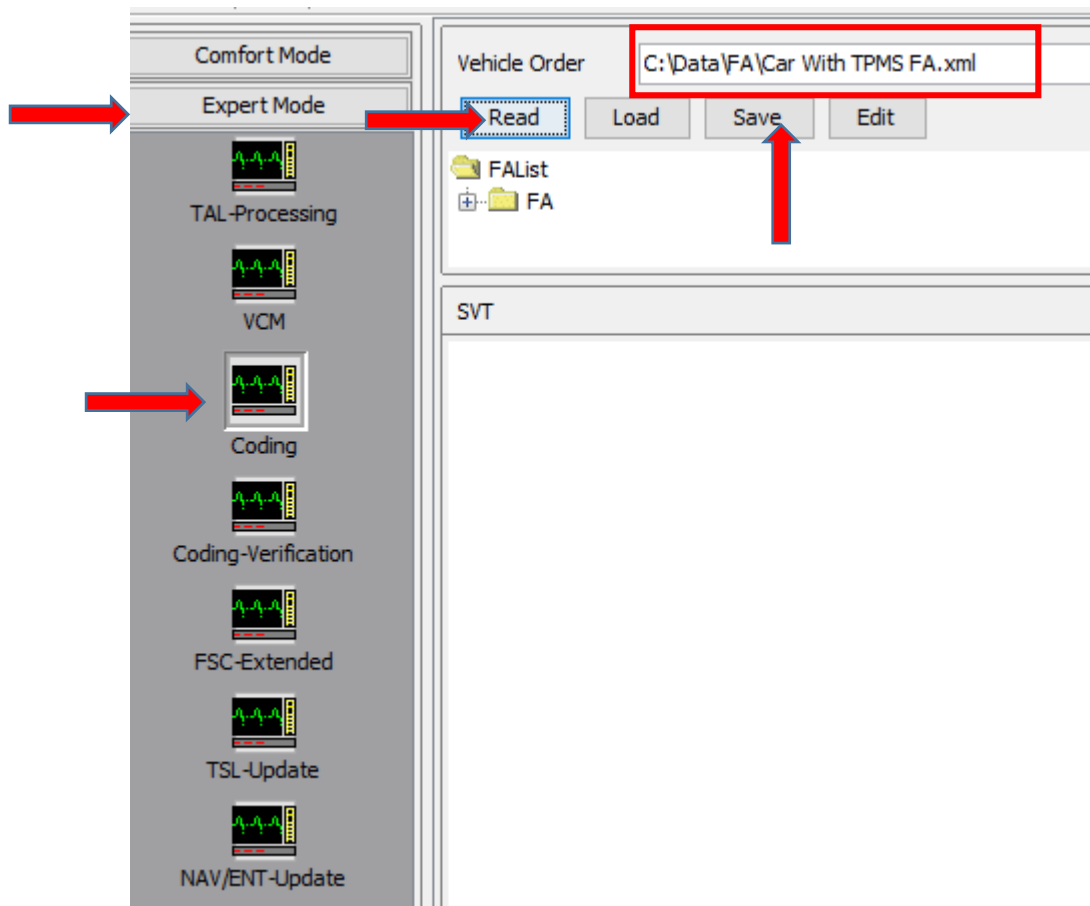 Comfort Mode
Expert Mode
TAL-Processing
VCM
Coding
Coding-Verification
FSC-Extended
TSL-Update
NAV/ENT-Update
Vehicle Order
C:\Data\FA\Car With TPMS FA.xml
Read Load Save Edit
FAList
FA
SVT